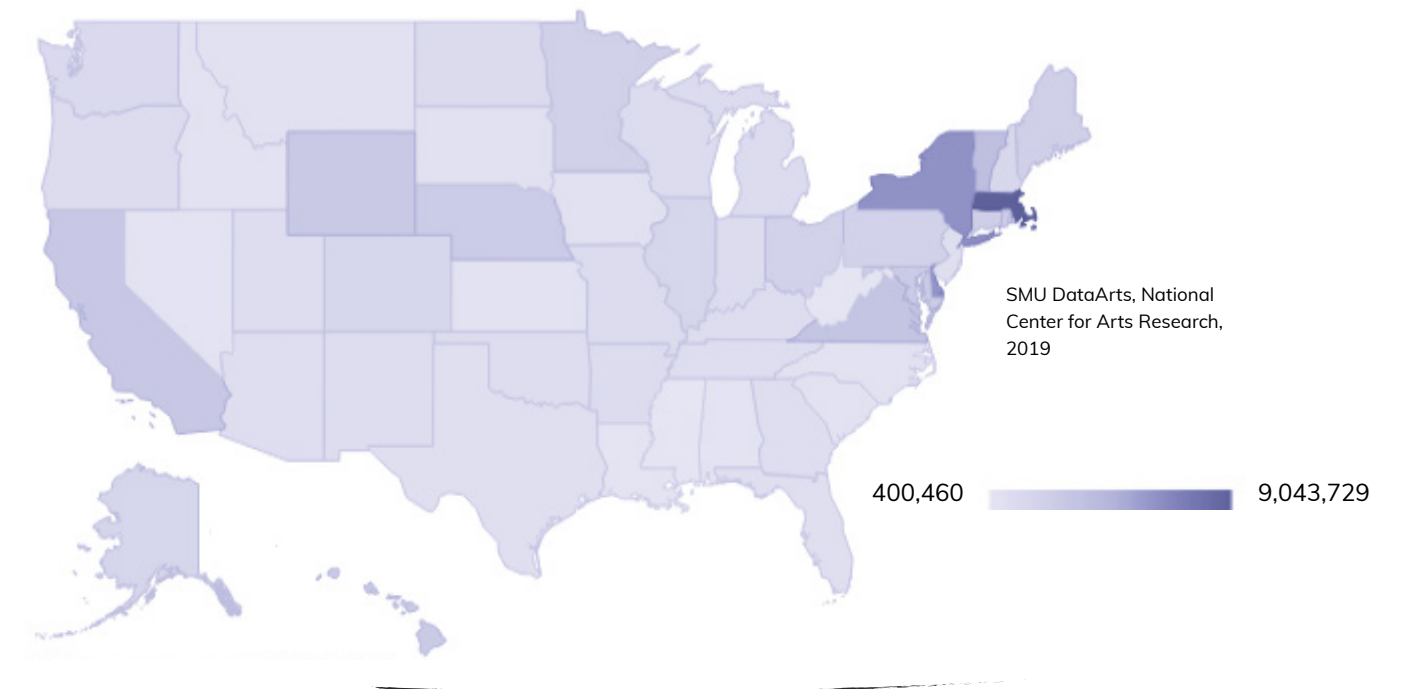 SMU DataArts, National
Center for Arts Research,
2019
400,460
9,043,729